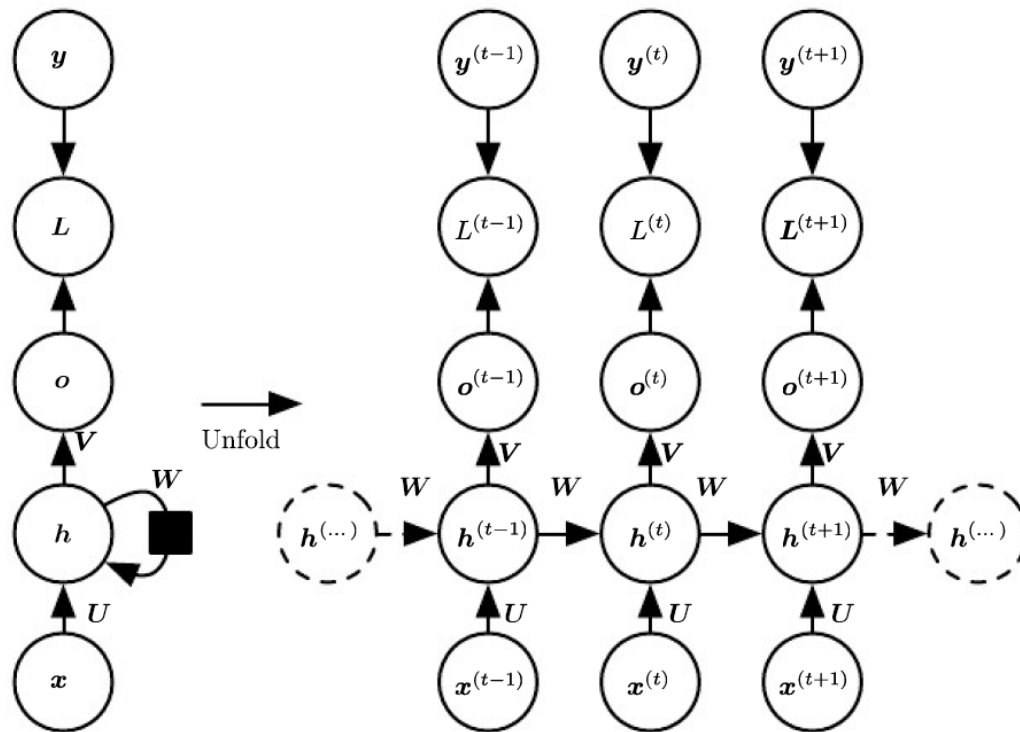 y y^(t−1) y^(t) y^(t+1)
L L^(t−1) L^(t) L^(t+1)
o o^(t−1) o^(t) o^(t+1)
Unfold
V V V V
W W W W W
h h^(...) h^(t−1) h^(t) h^(t+1) h^(...)
U U U U
x x^(t−1) x^(t) x^(t+1)